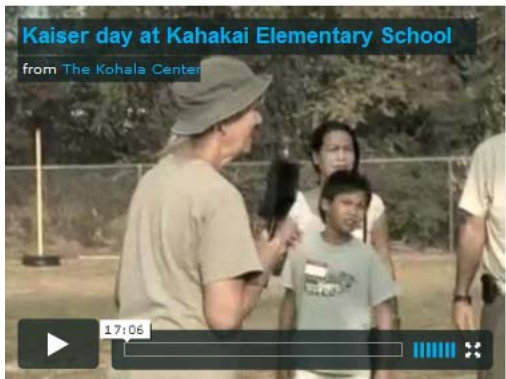 Kaiser day at Kahakai Elementary School
from The Kohala Center
17:06